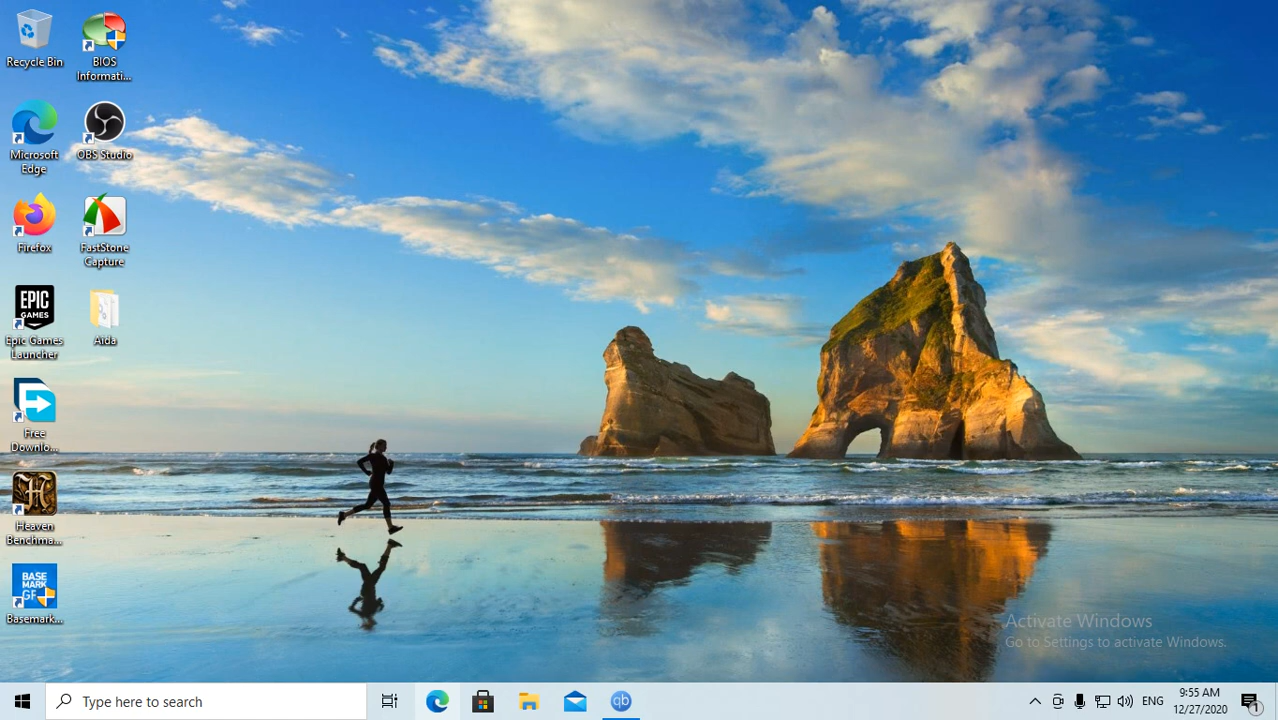 Recycle Bin
BIOS
Informati...
Microsoft
Edge
OBS Studio
Firefox
FastStone
Capture
EPIC
GAMES
Epic Games
Launcher
Aida
Free
Downlo...
H
Heaven
Benchma...
BASE
MARK
GF
Basemark...
Activate Windows
Go to Settings to activate Windows.
Type here to search
qb
ENG
9:55 AM
12/27/2020
1